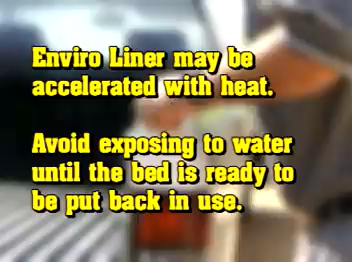 Enviro Liner may be
accelerated with heat.
Avoid exposing to water
until the bed is ready to
be put back in use.